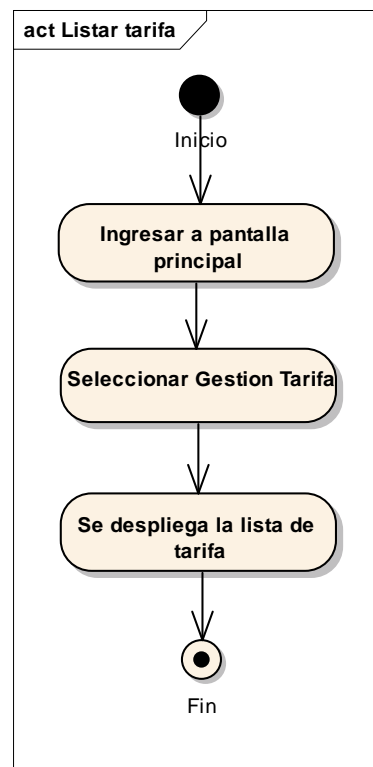 act Listar tarifa
Inicio
Ingresar a pantalla
principal
Seleccionar Gestion Tarifa
Se despliega la lista de
tarifa
Fin